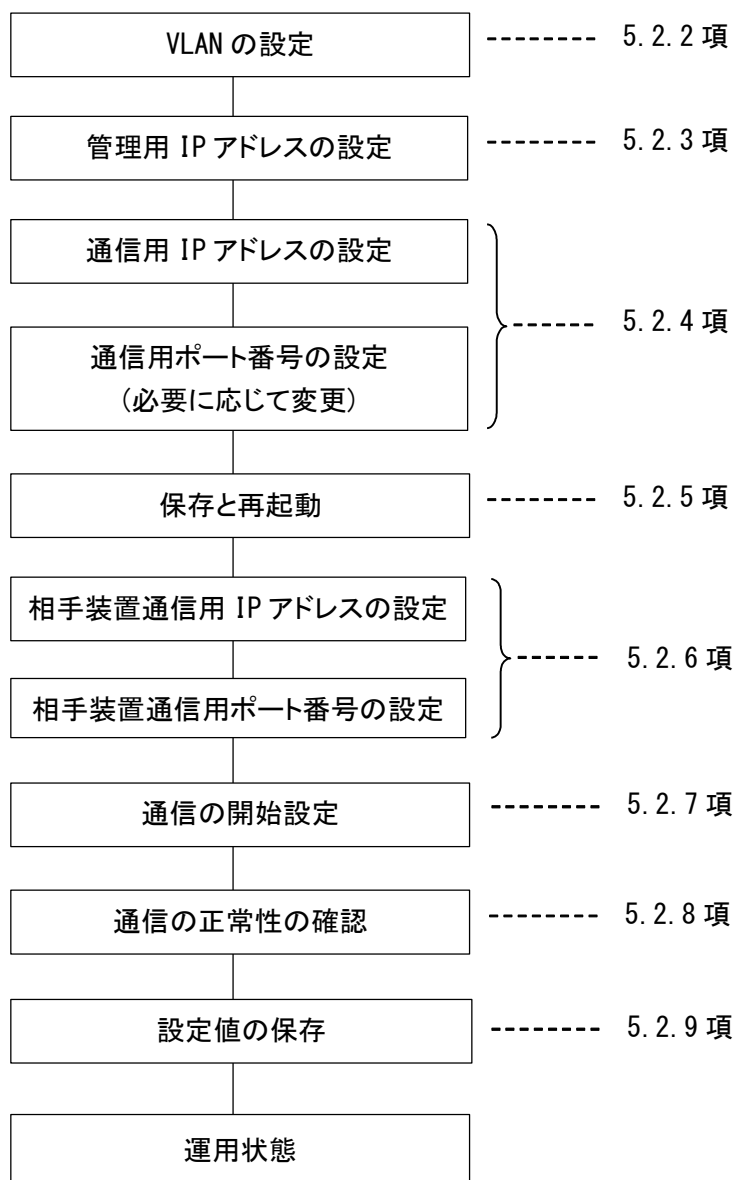 VLAN の設定 5.2.2 項
管理用 IP アドレスの設定 5.2.3 項
通信用 IP アドレスの設定
5.2.4 項
通信用ポート番号の設定
(必要に応じて変更)
保存と再起動 5.2.5 項
相手装置通信用 IP アドレスの設定
5.2.6 項
相手装置通信用ポート番号の設定
通信の開始設定 5.2.7 項
通信の正常性の確認 5.2.8 項
設定値の保存 5.2.9 項
運用状態